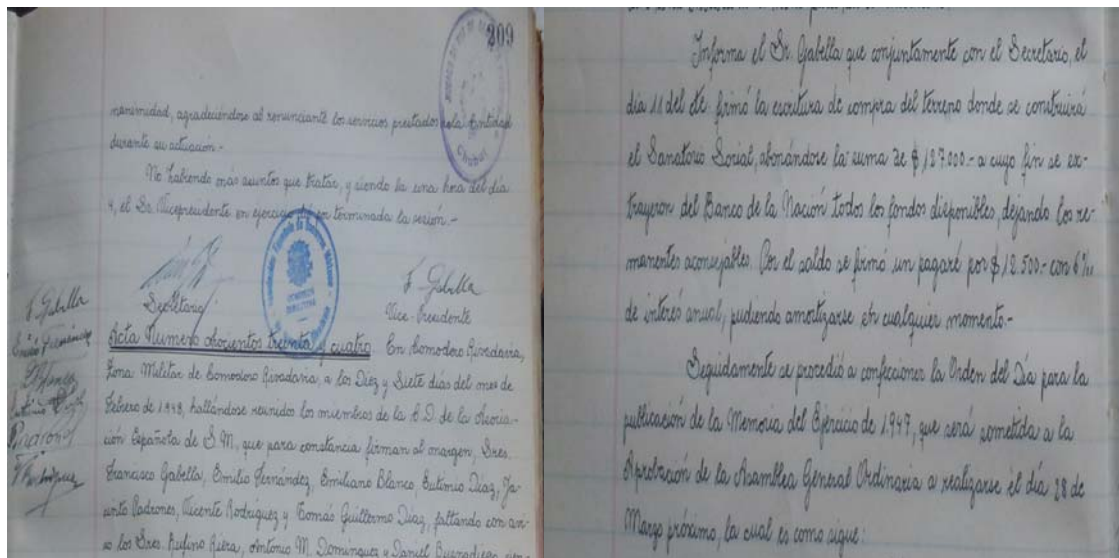 209
nanimidad, agradeciéndose al renunciante los servicios prestados a la Entidad
durante su actuación.-
No habiendo más asuntos que tratar, y siendo la una hora del día
4, el Sr. Vicepresidente en ejercicio dá por terminada la sesión.-
F. Gabella
Secretario
Vice-Presidente
Acta Numero ochocientos treinta y cuatro En Comodoro Rivadavia,
Zona Militar de Comodoro Rivadavia, a los Diez y Siete días del mes de
Febrero de 1948, hallándose reunidos los miembros de la C.D. de la Asocia-
ción Española de S.M., que para constancia firman al margen, Sres.
Francisco Gabella, Emilio Fernández, Emiliano Blanco, Eutimio Díaz, Ja-
cinto Padrones, Vicente Rodríguez y Tomás Guillermo Díaz, faltando con avi-
so los Sres. Rufino Riera, Antonio M. Domínguez y Daniel Buenadiego, sien-
F. Gabella
Emilio Fernández
Padrones
Chubut
Informa el Sr. Gabella que conjuntamente con el Secretario, el
día 11 del cte. firmó la escritura de compra del terreno donde se construirá
el Sanatorio Social, abonándose la suma de $ 127.000.- a cuyo fin se ex-
trayeron del Banco de la Nación todos los fondos disponibles, dejando los re-
manentes aconsejables. Por el saldo se firmó un pagaré por $ 12.500.- con 6%
de interés anual, pudiendo amortizarse en cualquier momento.-
Seguidamente se procedió a confeccionar la Orden del Día para la
publicación de la Memoria del Ejercicio de 1947, que será sometida a la
Aprobación de la Asamblea General Ordinaria a realizarse el día 28 de
Marzo próximo, la cual es como sigue: